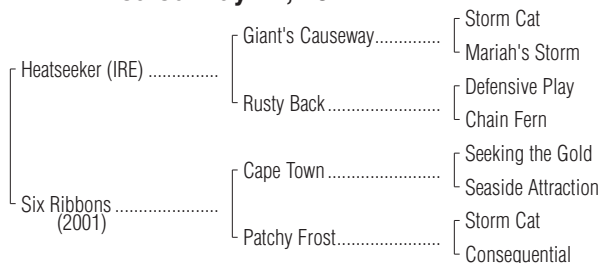 Storm Cat
Giant's Causeway
Mariah's Storm
Heatseeker (IRE)
Defensive Play
Rusty Back
Chain Fern
Seeking the Gold
Cape Town
Seaside Attraction
Six Ribbons
(2001)
Storm Cat
Patchy Frost
Consequential